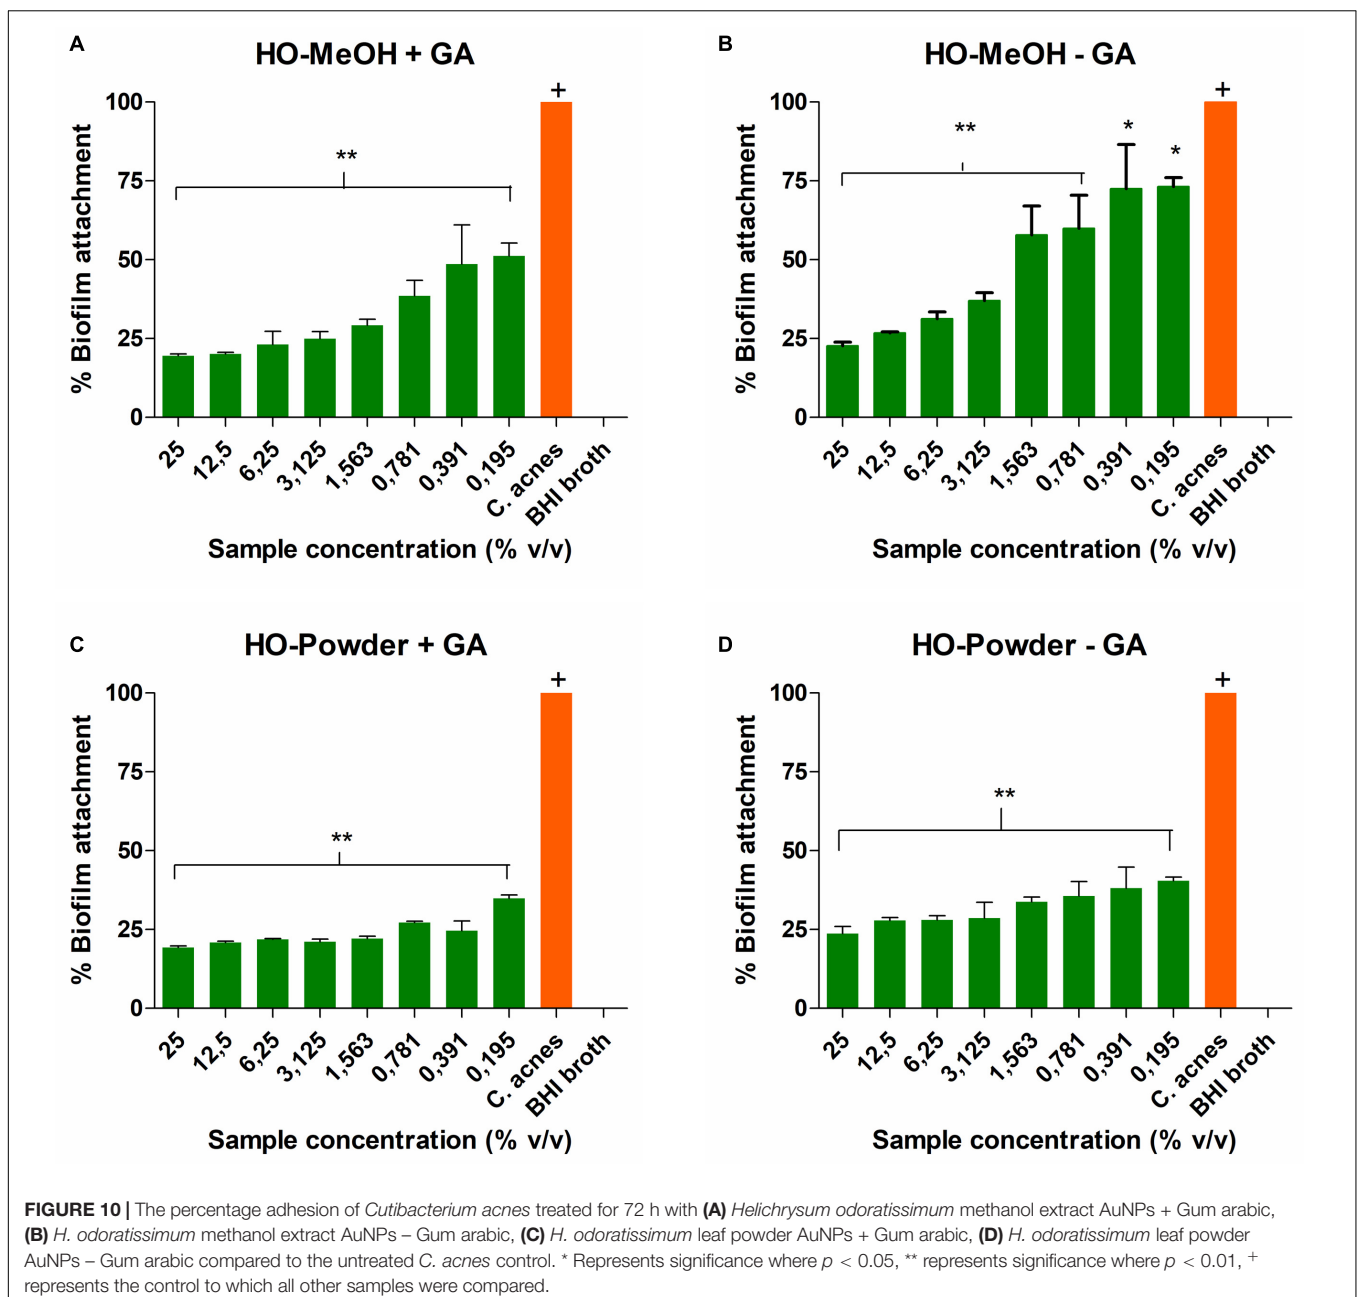 A
HO-MeOH + GA
% Biofilm attachment
100
75
50
25
0
**
+
25
12,5
6,25
3,125
1,563
0,781
0,391
0,195
C. acnes
BHI broth
Sample concentration (% v/v)
B
HO-MeOH - GA
% Biofilm attachment
100
75
50
25
0
**
*
*
+
25
12,5
6,25
3,125
1,563
0,781
0,391
0,195
C. acnes
BHI broth
Sample concentration (% v/v)
C
HO-Powder + GA
% Biofilm attachment
100
75
50
25
0
**
+
25
12,5
6,25
3,125
1,563
0,781
0,391
0,195
C. acnes
BHI broth
Sample concentration (% v/v)
D
HO-Powder - GA
% Biofilm attachment
100
75
50
25
0
**
+
25
12,5
6,25
3,125
1,563
0,781
0,391
0,195
C. acnes
BHI broth
Sample concentration (% v/v)
FIGURE 10 | The percentage adhesion of Cutibacterium acnes treated for 72 h with (A) Helichrysum odoratissimum methanol extract AuNPs + Gum arabic,
(B) H. odoratissimum methanol extract AuNPs – Gum arabic, (C) H. odoratissimum leaf powder AuNPs + Gum arabic, (D) H. odoratissimum leaf powder
AuNPs – Gum arabic compared to the untreated C. acnes control. * Represents significance where p < 0.05, ** represents significance where p < 0.01, +
represents the control to which all other samples were compared.